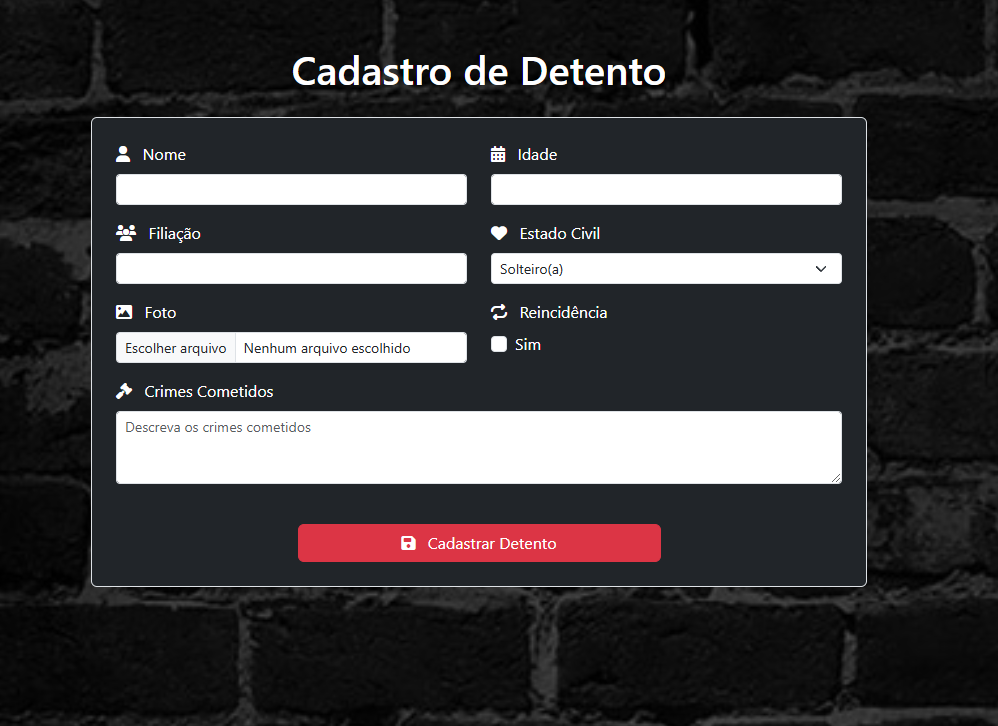 Cadastro de Detento
Nome
Idade
Filiação
Estado Civil
Solteiro(a)
Foto
Reincidência
Escolher arquivo Nenhum arquivo escolhido
Sim
Crimes Cometidos
Descreva os crimes cometidos
Cadastrar Detento